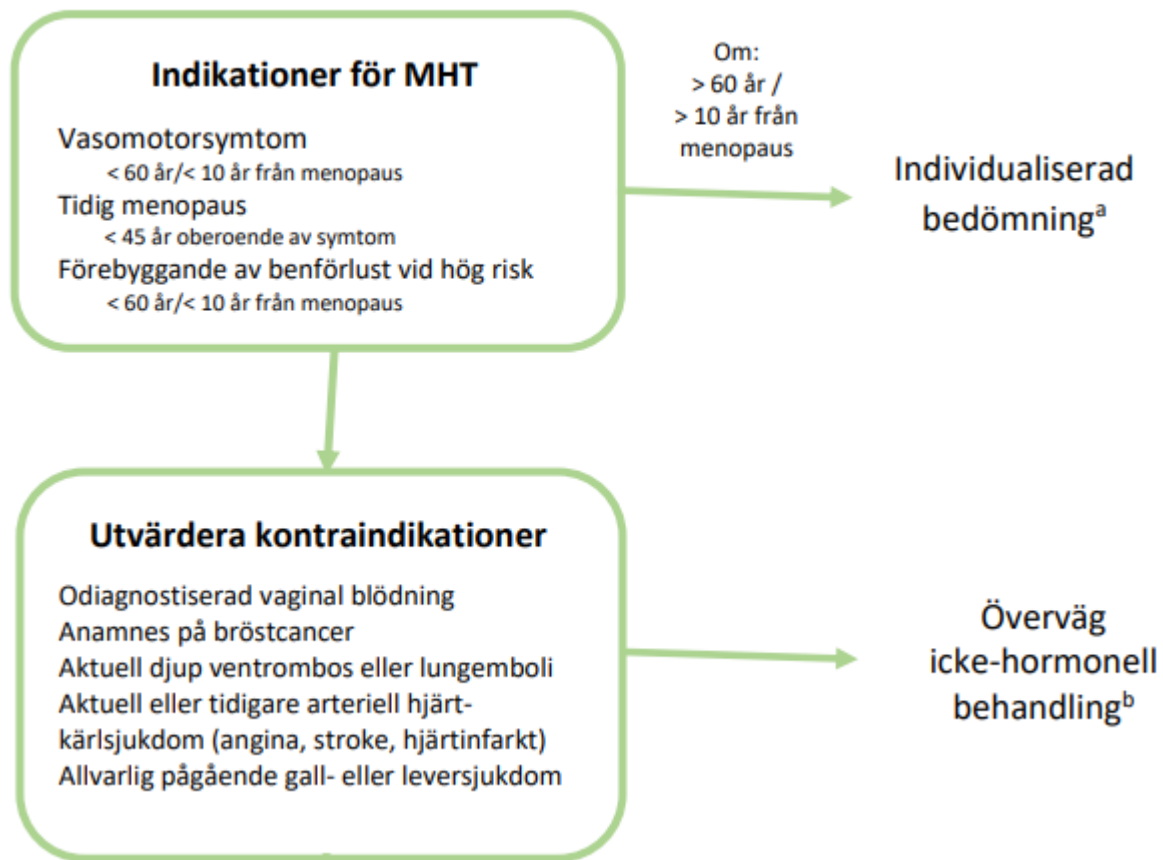 Indikationer för MHT
Vasomotorsymtom
< 60 år/< 10 år från menopaus
Tidig menopaus
< 45 år oberoende av symtom
Förebyggande av benförlust vid hög risk
< 60 år/< 10 år från menopaus
Om:
> 60 år /
> 10 år från
menopaus
Individualiserad
bedömningᵃ
Utvärdera kontraindikationer
Odiagnostiserad vaginal blödning
Anamnes på bröstcancer
Aktuell djup ventrombos eller lungemboli
Aktuell eller tidigare arteriell hjärt-
kärlsjukdom (angina, stroke, hjärtinfarkt)
Allvarlig pågående gall- eller leversjukdom
Överväg
icke-hormonell
behandlingᵇ